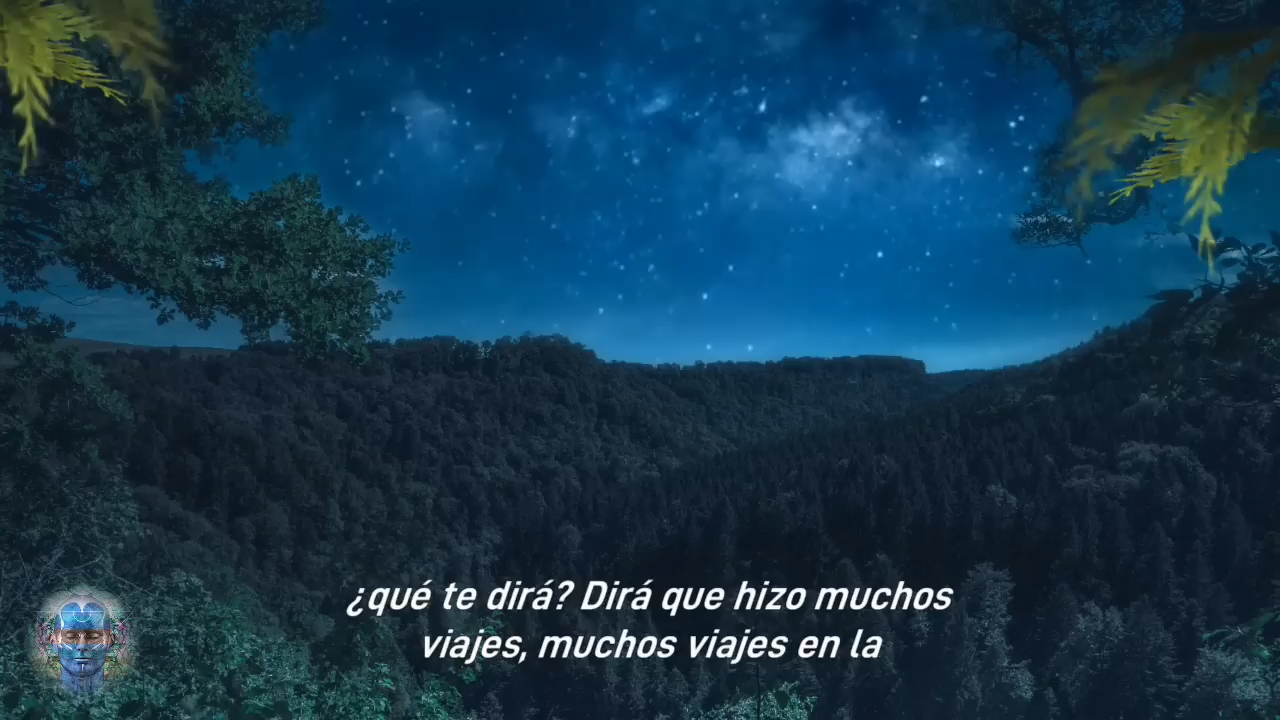 ¿qué te dirá? Dirá que hizo muchos
viajes, muchos viajes en la